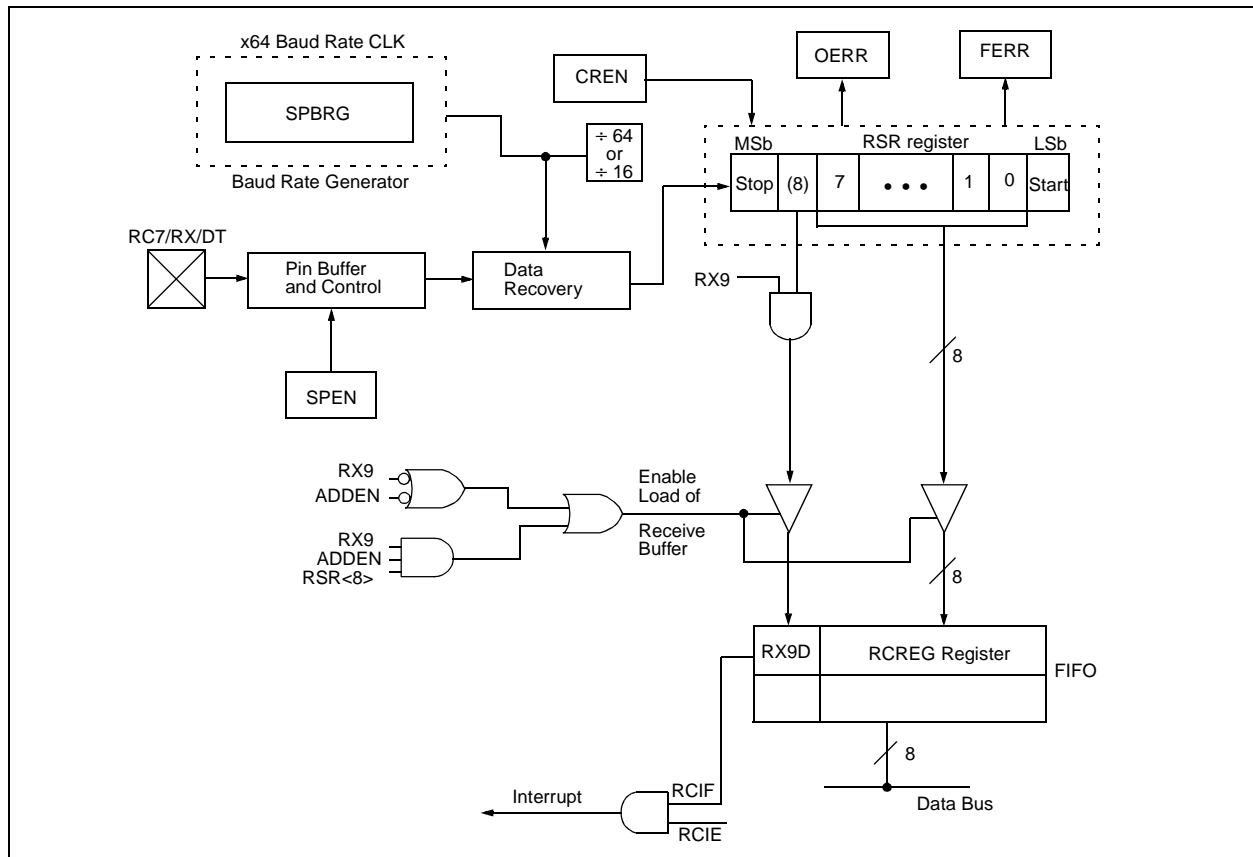 x64 Baud Rate CLK
SPBRG
Baud Rate Generator
CREN
OERR
FERR
÷ 64
or
÷ 16
MSb
RSR register
LSb
Stop
(8)
7
• • •
1
0
Start
RC7/RX/DT
Pin Buffer
and Control
Data
Recovery
SPEN
RX9
8
RX9
ADDEN
RX9
ADDEN
RSR<8>
Enable
Load of
Receive
Buffer
8
RX9D
RCREG Register
FIFO
8
Data Bus
Interrupt
RCIF
RCIE